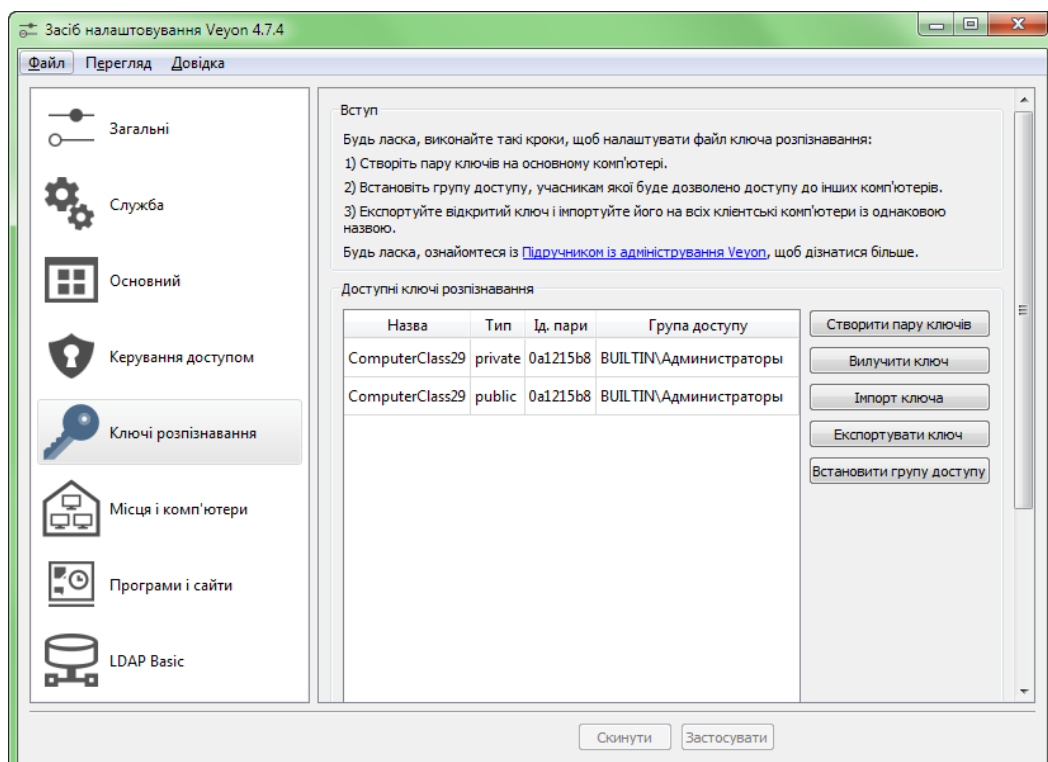 Засіб налаштовування Veyon 4.7.4
Файл Перегляд Довідка
Загальні
Служба
Основний
Керування доступом
Ключі розпізнавання
Місця і комп'ютери
Програми і сайти
LDAP Basic
Вступ
Будь ласка, виконайте такі кроки, щоб налаштувати файл ключа розпізнавання:
1) Створіть пару ключів на основному комп'ютері.
2) Встановіть групу доступу, учасникам якої буде дозволено доступу до інших комп'ютерів.
3) Експортуйте відкритий ключ і імпортуйте його на всіх клієнтські комп'ютери із однаковою
назвою.
Будь ласка, ознайомтеся із Підручником із адміністрування Veyon, щоб дізнатися більше.
Доступні ключі розпізнавання
Назва Тип Ід. пари Група доступу
ComputerClass29 private 0a1215b8 BUILTIN\Администраторы
ComputerClass29 public 0a1215b8 BUILTIN\Администраторы
Створити пару ключів
Вилучити ключ
Імпорт ключа
Експортувати ключ
Встановити групу доступу
Скинути Застосувати